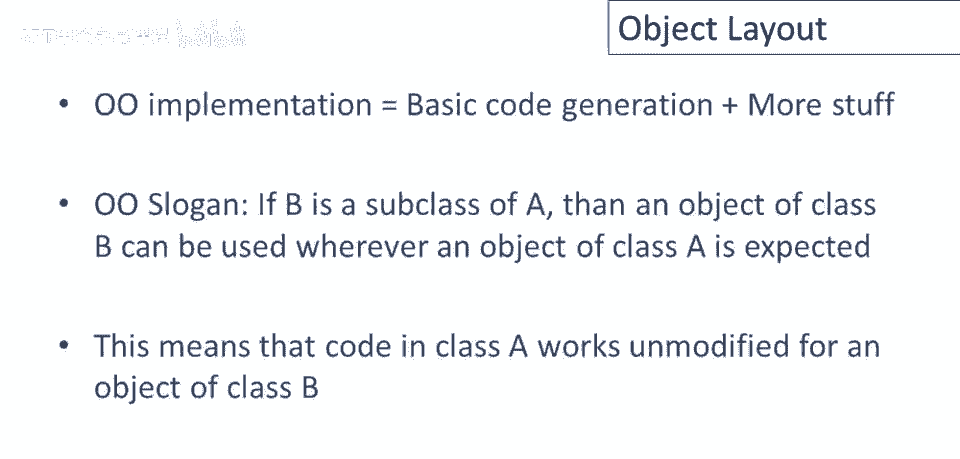 Object Layout
• OO implementation = Basic code generation + More stuff
• OO Slogan: If B is a subclass of A, than an object of class
B can be used wherever an object of class A is expected
• This means that code in class A works unmodified for an
object of class B